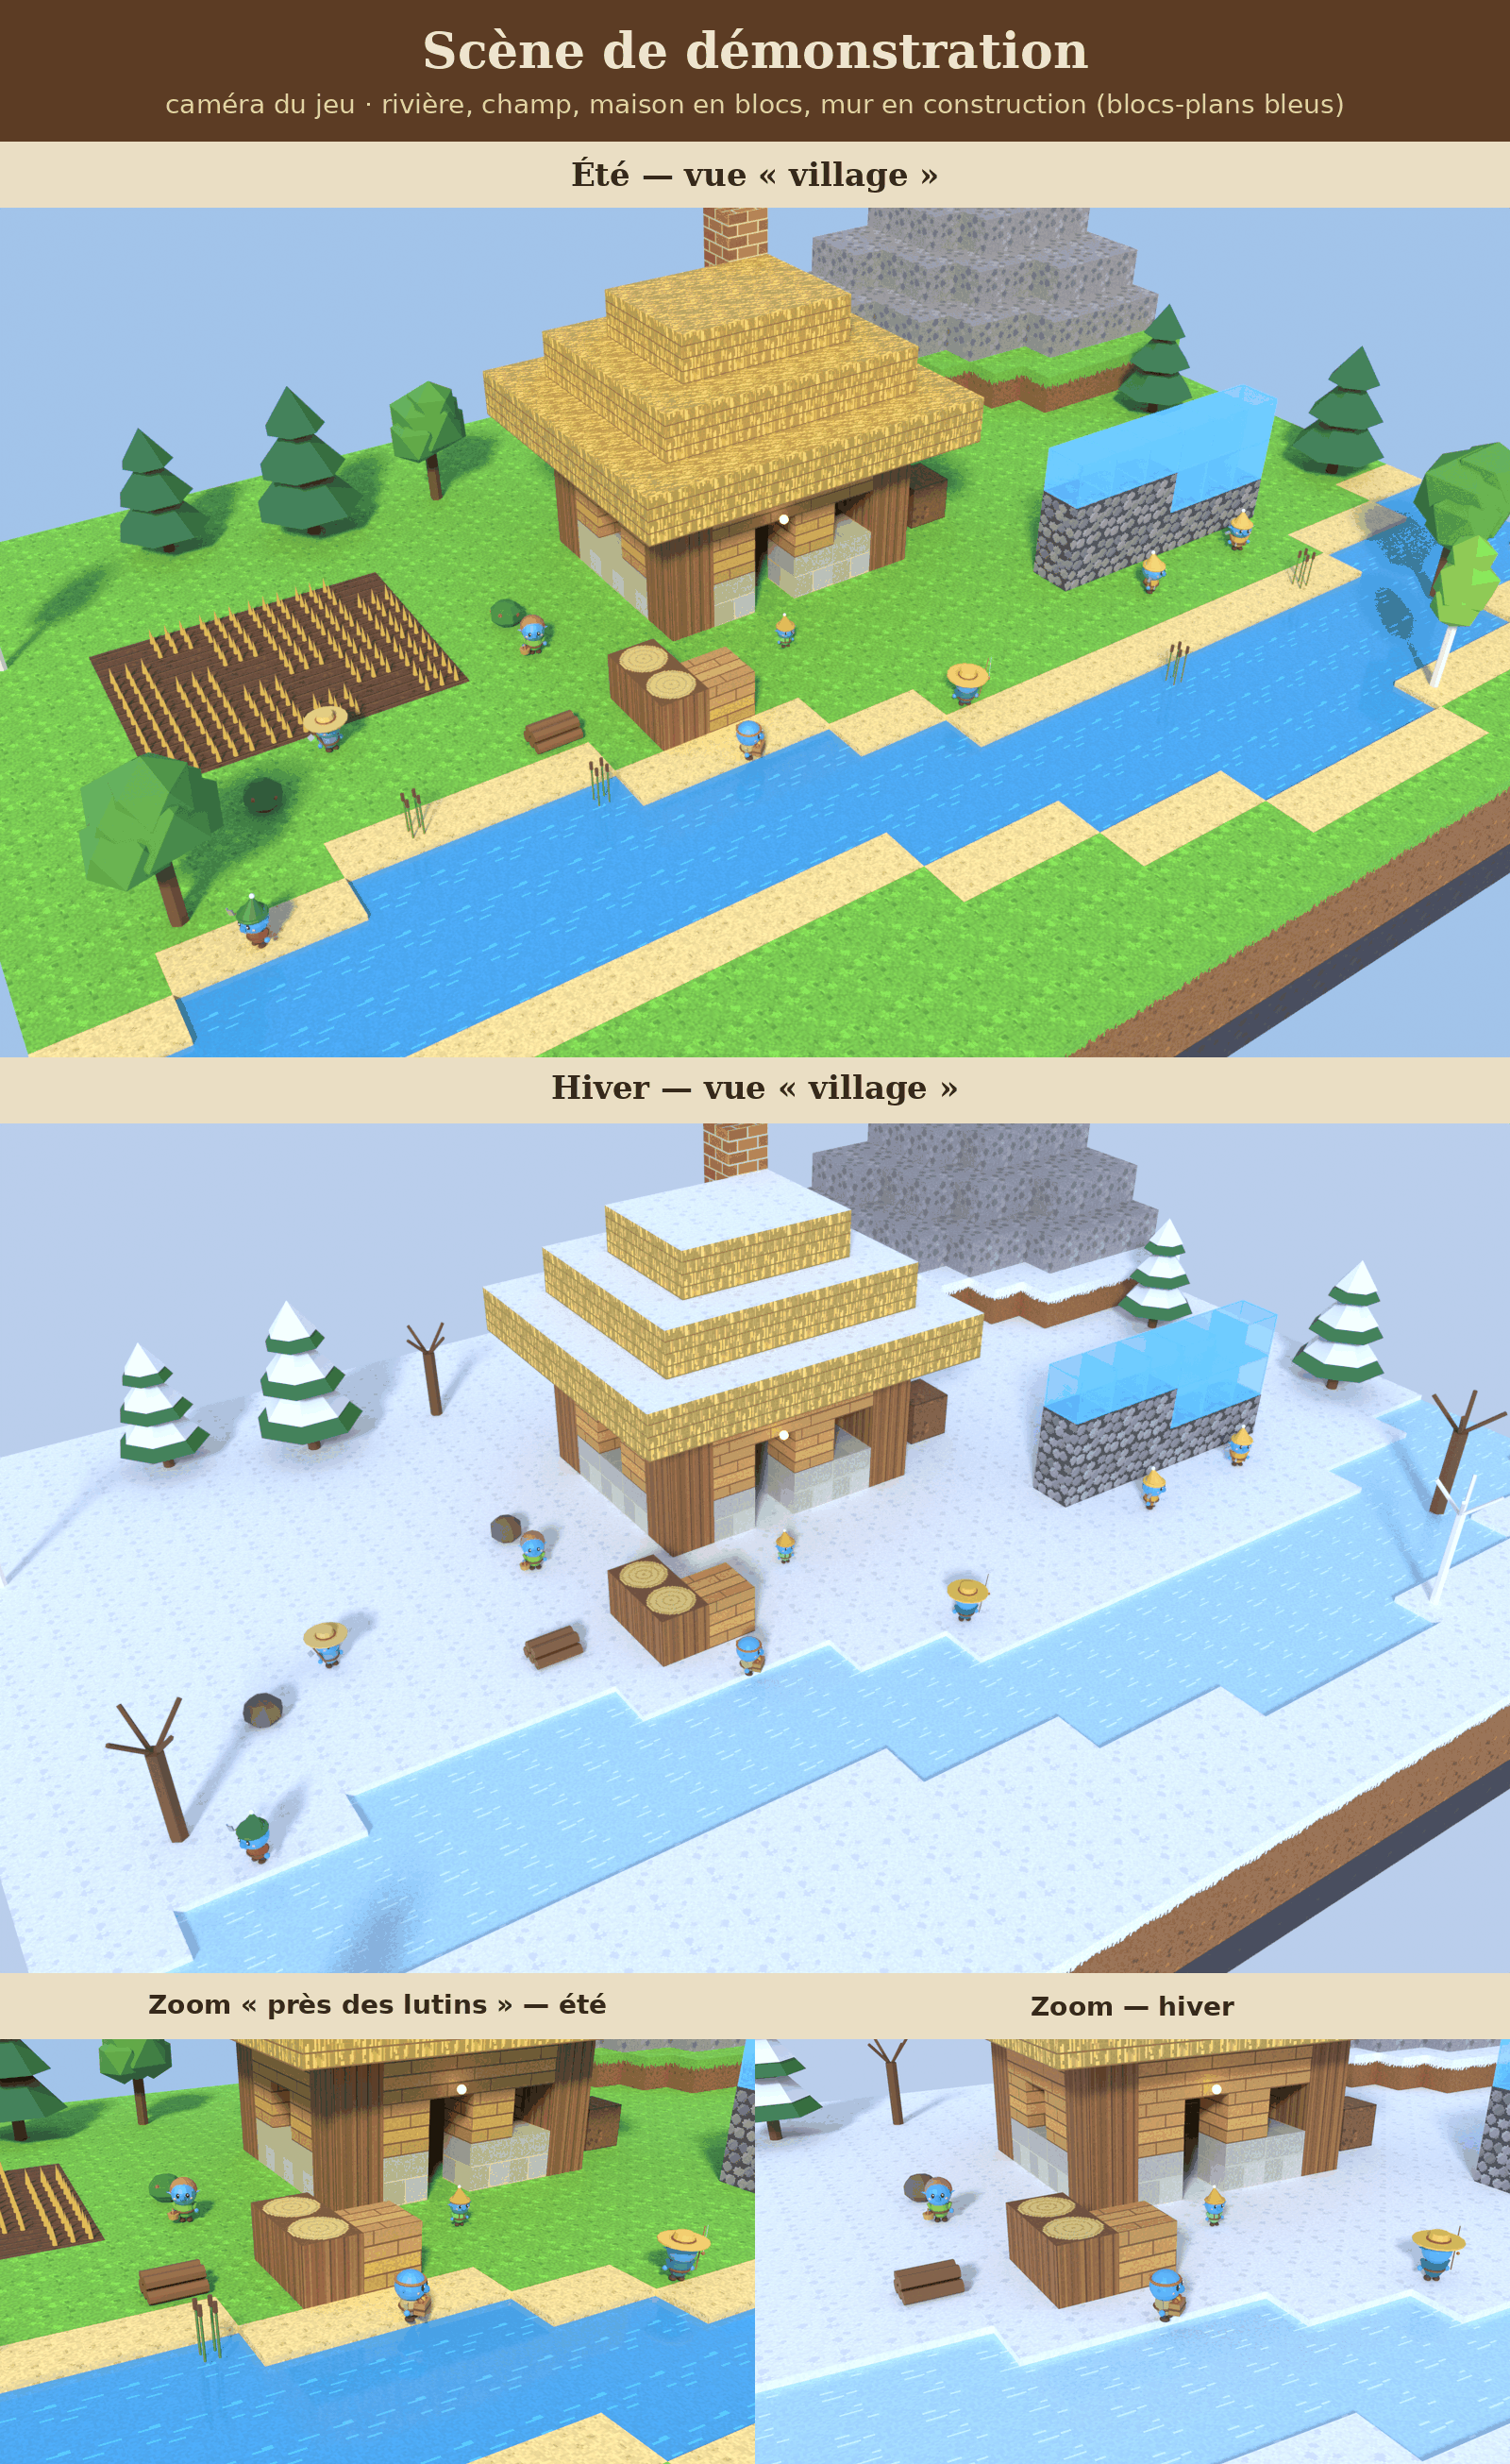 Scène de démonstration
caméra du jeu · rivière, champ, maison en blocs, mur en construction (blocs-plans bleus)
Été — vue « village »
Hiver — vue « village »
Zoom « près des lutins » — été
Zoom — hiver